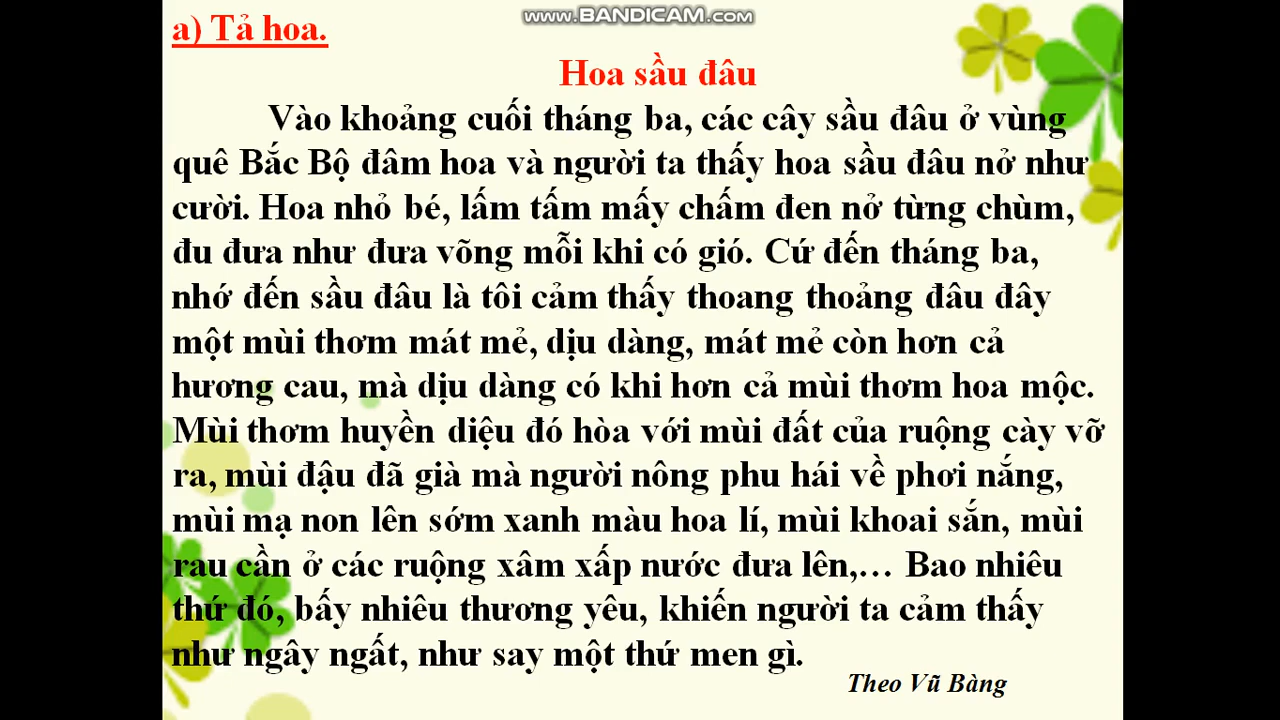 www.BANDICAM.com
a) Tả hoa.
Hoa sầu đâu
Vào khoảng cuối tháng ba, các cây sầu đâu ở vùng
quê Bắc Bộ đâm hoa và người ta thấy hoa sầu đâu nở như
cười. Hoa nhỏ bé, lấm tấm mấy chấm đen nở từng chùm,
đu đưa như đưa võng mỗi khi có gió. Cứ đến tháng ba,
nhớ đến sầu đâu là tôi cảm thấy thoang thoảng đâu đây
một mùi thơm mát mẻ, dịu dàng, mát mẻ còn hơn cả
hương cau, mà dịu dàng có khi hơn cả mùi thơm hoa mộc.
Mùi thơm huyền diệu đó hòa với mùi đất của ruộng cày vỡ
ra, mùi đậu đã già mà người nông phu hái về phơi nắng,
mùi mạ non lên sớm xanh màu hoa lí, mùi khoai sắn, mùi
rau cần ở các ruộng xâm xấp nước đưa lên,... Bao nhiêu
thứ đó, bấy nhiêu thương yêu, khiến người ta cảm thấy
như ngây ngất, như say một thứ men gì.
Theo Vũ Bàng